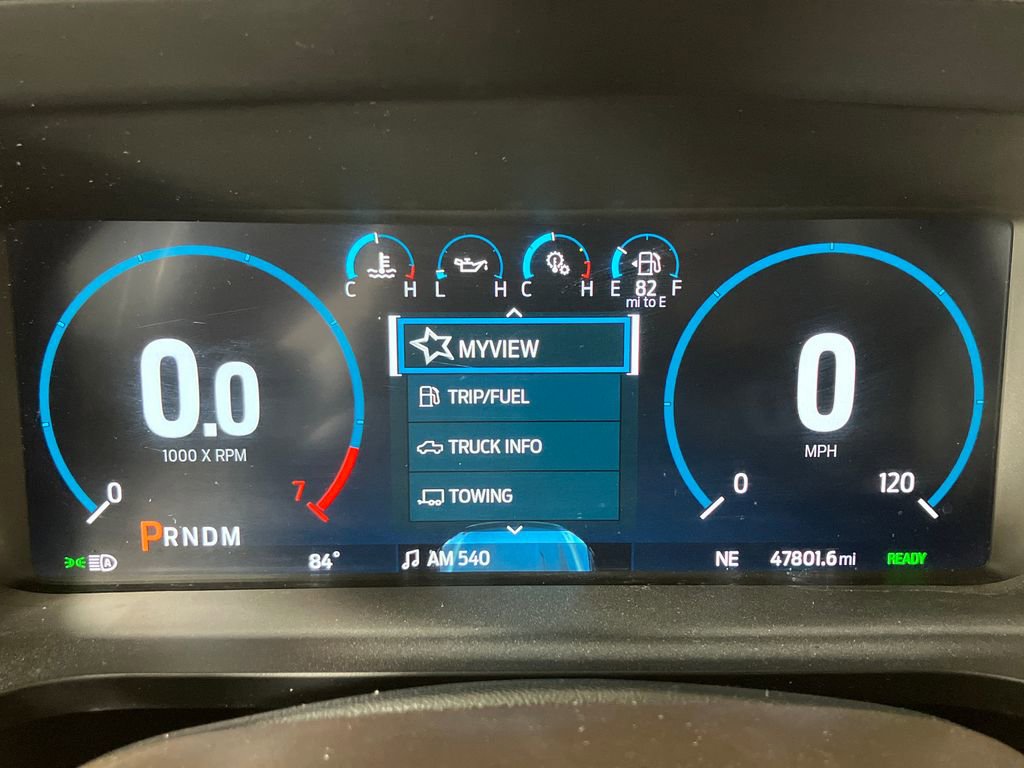 C H L H C H E 82 F
mi to E
MYVIEW
TRIP/FUEL
TRUCK INFO
TOWING
0.0
1000 X RPM
0 7
PRNDM
0
MPH
0 120
A 84° AM 540 NE 47801.6 mi READY